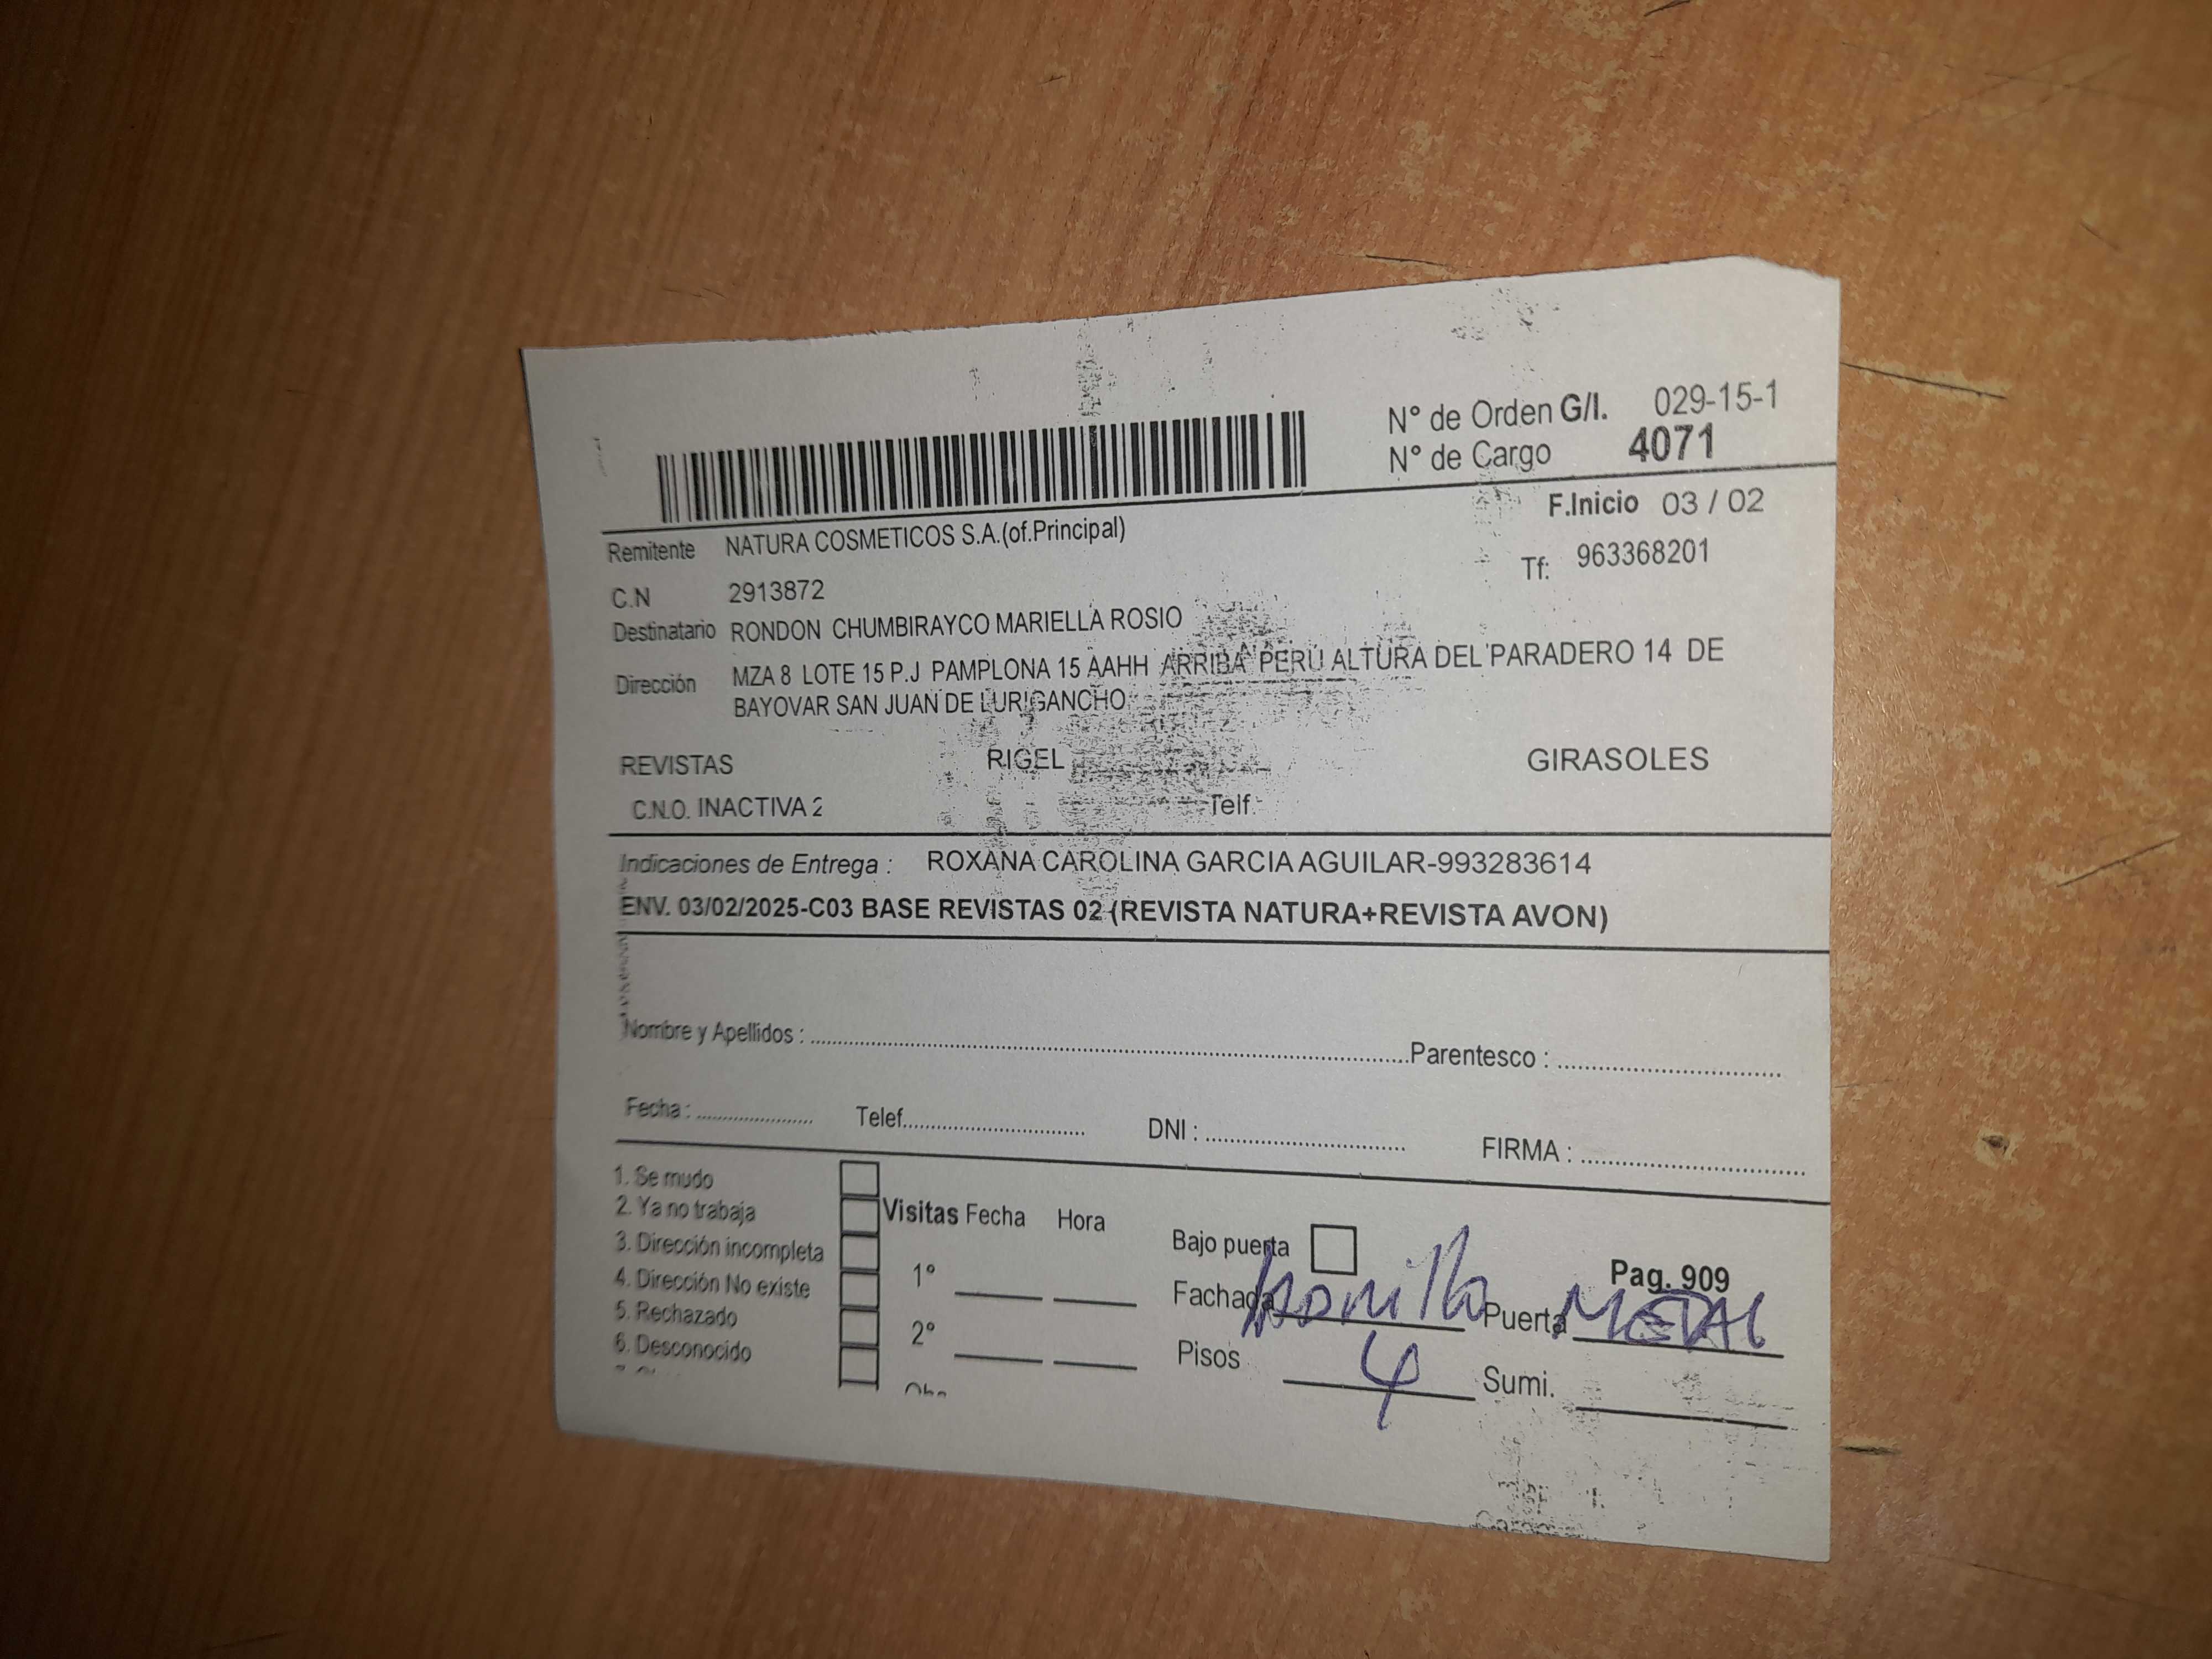 N° de Orden G/I. 029-15-1
N° de Cargo 4071
F.Inicio 03 / 02
Remitente NATURA COSMETICOS S.A.(of.Principal)
Tf: 963368201
C.N 2913872
Destinatario RONDON CHUMBIRAYCO MARIELLA ROSIO
Dirección MZA 8 LOTE 15 P.J PAMPLONA 15 AAHH ARRIBA PERU ALTURA DEL PARADERO 14 DE
BAYOVAR SAN JUAN DE LURIGANCHO
REVISTAS RIGEL GIRASOLES
C.N.O. INACTIVA 2 Telf.
Indicaciones de Entrega : ROXANA CAROLINA GARCIA AGUILAR-993283614
ENV. 03/02/2025-C03 BASE REVISTAS 02 (REVISTA NATURA+REVISTA AVON)
Nombre y Apellidos : Parentesco :
Fecha : Telef. DNI : FIRMA :
1. Se mudo
2. Ya no trabaja
3. Dirección incompleta
4. Dirección No existe
5. Rechazado
6. Desconocido
Visitas Fecha Hora
1°
2°
Bajo puerta
Pag. 909
Fachada Puerta METAL
Pisos 4 Sumi.